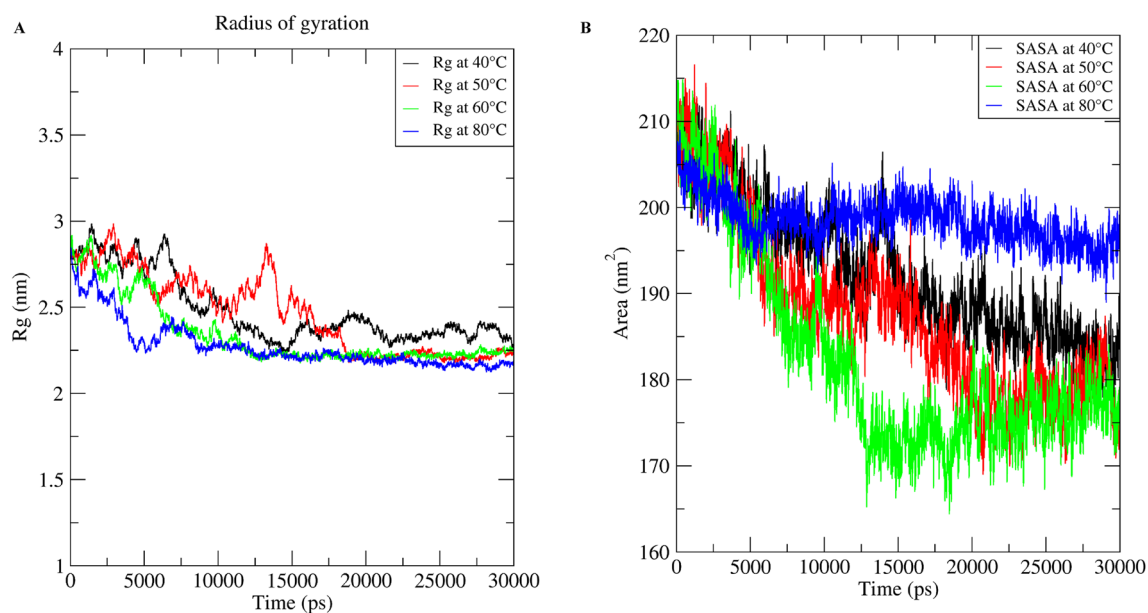 A
Radius of gyration
Rg (nm)
4
3.5
3
2.5
2
1.5
1
Rg at 40°C
Rg at 50°C
Rg at 60°C
Rg at 80°C
0 5000 10000 15000 20000 25000 30000
Time (ps)
B
Area (nm²)
220
210
200
190
180
170
160
SASA at 40°C
SASA at 50°C
SASA at 60°C
SASA at 80°C
0 5000 10000 15000 20000 25000 30000
Time (ps)